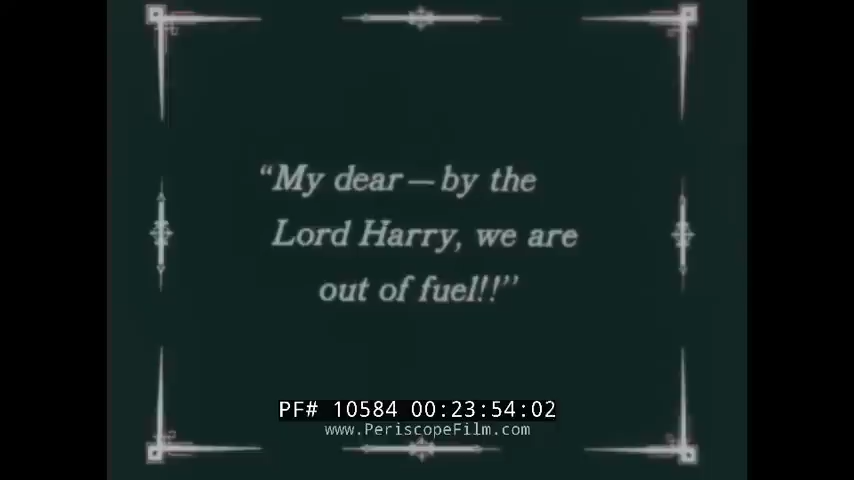 “My dear—by the
Lord Harry, we are
out of fuel!!”
PF# 10584 00:23:54:02
www.PeriscopeFilm.com